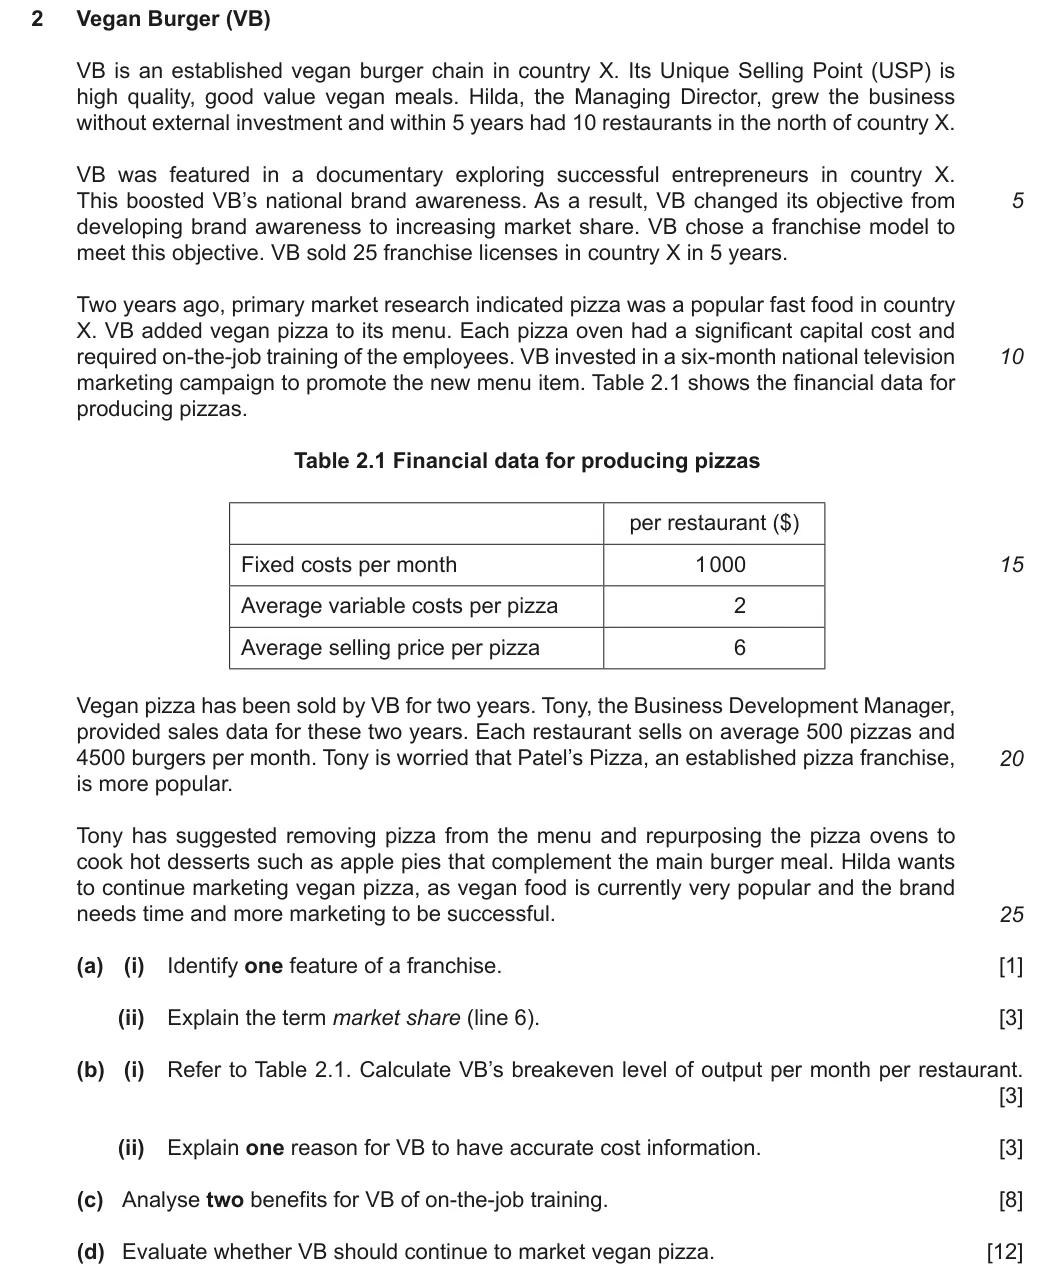 2 Vegan Burger (VB)
VB is an established vegan burger chain in country X. Its Unique Selling Point (USP) is
high quality, good value vegan meals. Hilda, the Managing Director, grew the business
without external investment and within 5 years had 10 restaurants in the north of country X.
VB was featured in a documentary exploring successful entrepreneurs in country X.
This boosted VB's national brand awareness. As a result, VB changed its objective from 5
developing brand awareness to increasing market share. VB chose a franchise model to
meet this objective. VB sold 25 franchise licenses in country X in 5 years.
Two years ago, primary market research indicated pizza was a popular fast food in country
X. VB added vegan pizza to its menu. Each pizza oven had a significant capital cost and
required on-the-job training of the employees. VB invested in a six-month national television 10
marketing campaign to promote the new menu item. Table 2.1 shows the financial data for
producing pizzas.
Table 2.1 Financial data for producing pizzas
per restaurant ($)
Fixed costs per month 1000 15
Average variable costs per pizza 2
Average selling price per pizza 6
Vegan pizza has been sold by VB for two years. Tony, the Business Development Manager,
provided sales data for these two years. Each restaurant sells on average 500 pizzas and
4500 burgers per month. Tony is worried that Patel's Pizza, an established pizza franchise, 20
is more popular.
Tony has suggested removing pizza from the menu and repurposing the pizza ovens to
cook hot desserts such as apple pies that complement the main burger meal. Hilda wants
to continue marketing vegan pizza, as vegan food is currently very popular and the brand
needs time and more marketing to be successful. 25
(a) (i) Identify one feature of a franchise. [1]
(ii) Explain the term market share (line 6). [3]
(b) (i) Refer to Table 2.1. Calculate VB's breakeven level of output per month per restaurant.
[3]
(ii) Explain one reason for VB to have accurate cost information. [3]
(c) Analyse two benefits for VB of on-the-job training. [8]
(d) Evaluate whether VB should continue to market vegan pizza. [12]